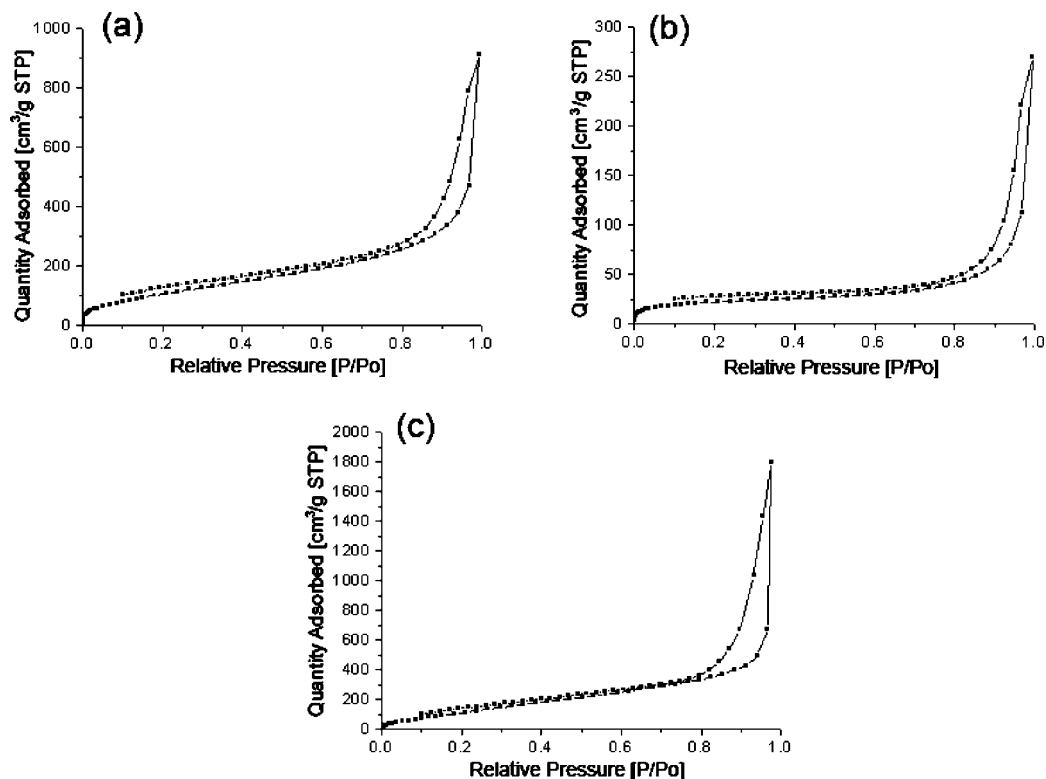 (a)
1000
800
600
400
200
0
Quantity Adsorbed [cm³/g STP]
0.0 0.2 0.4 0.6 0.8 1.0
Relative Pressure [P/Po]
(b)
300
250
200
150
100
50
0
Quantity Adsorbed [cm³/g STP]
0.0 0.2 0.4 0.6 0.8 1.0
Relative Pressure [P/Po]
(c)
2000
1800
1600
1400
1200
1000
800
600
400
200
0
Quantity Adsorbed [cm³/g STP]
0.0 0.2 0.4 0.6 0.8 1.0
Relative Pressure [P/Po]